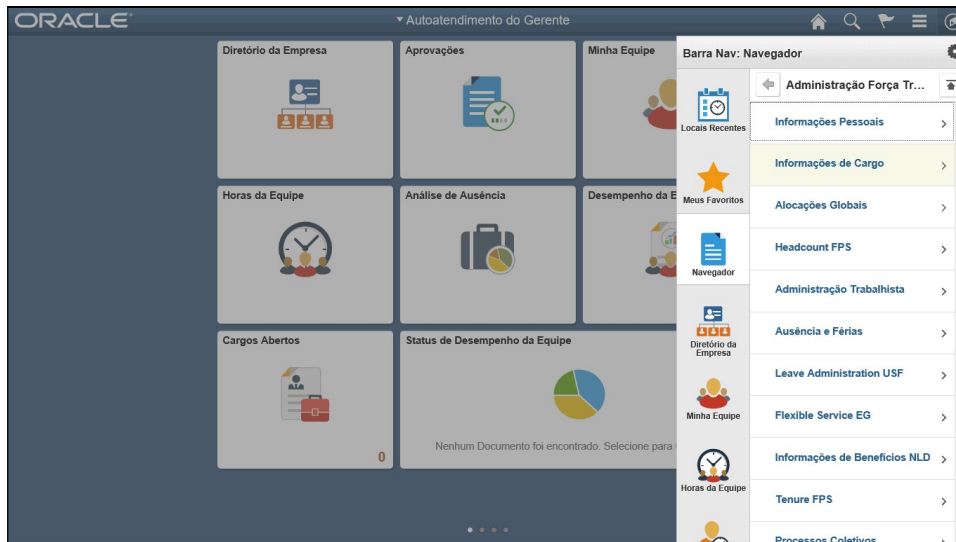 ORACLE
Autoatendimento do Gerente
Diretório da Empresa
Aprovações
Minha Equipe
Horas da Equipe
Análise de Ausência
Desempenho da E
Cargos Abertos
0
Status de Desempenho da Equipe
Nenhum Documento foi encontrado. Selecione para
Barra Nav: Navegador
Locais Recentes
Meus Favoritos
Navegador
Diretório da
Empresa
Minha Equipe
Horas da Equipe
Administração Força Tr...
Informações Pessoais
Informações de Cargo
Alocações Globais
Headcount FPS
Administração Trabalhista
Ausência e Férias
Leave Administration USF
Flexible Service EG
Informações de Benefícios NLD
Tenure FPS
Processos Coletivos